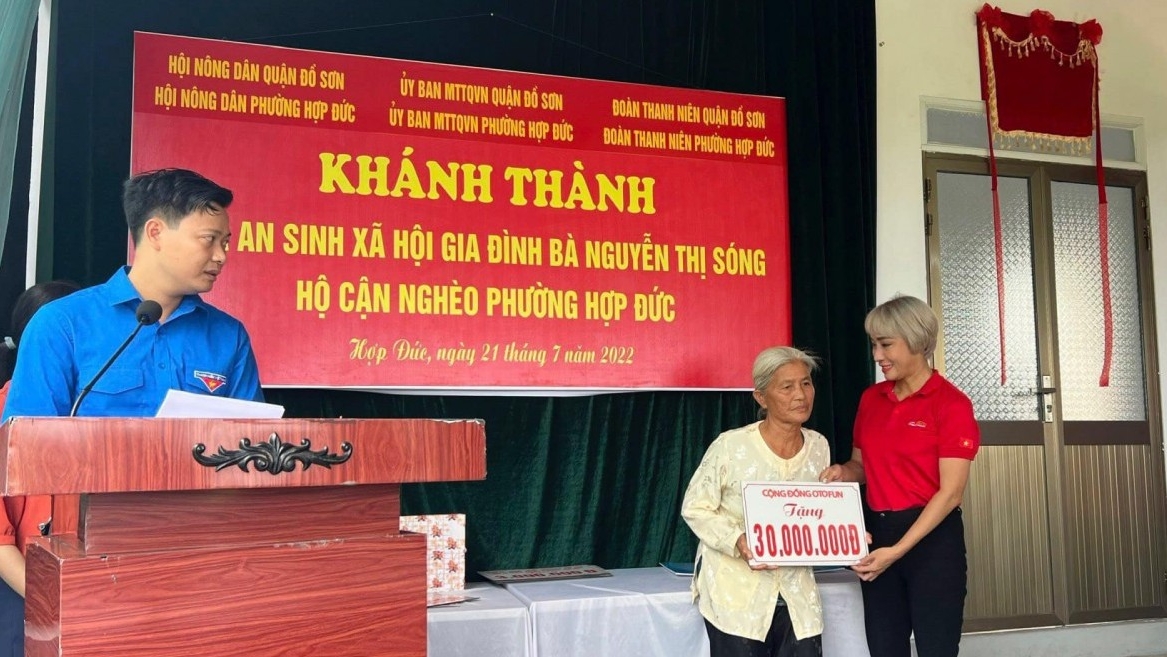 HỘI NÔNG DÂN QUẬN ĐỒ SƠN
HỘI NÔNG DÂN PHƯỜNG HỢP ĐỨC
ỦY BAN MTTQVN QUẬN ĐỒ SƠN
ỦY BAN MTTQVN PHƯỜNG HỢP ĐỨC
ĐOÀN THANH NIÊN QUẬN ĐỒ SƠN
ĐOÀN THANH NIÊN PHƯỜNG HỢP ĐỨC
KHÁNH THÀNH
AN SINH XÃ HỘI GIA ĐÌNH BÀ NGUYỄN THỊ SÓNG
HỘ CẬN NGHÈO PHƯỜNG HỢP ĐỨC
Hợp Đức, ngày 21 tháng 7 năm 2022
CỘNG ĐỒNG OTOFUN
Tặng
30.000.000Đ